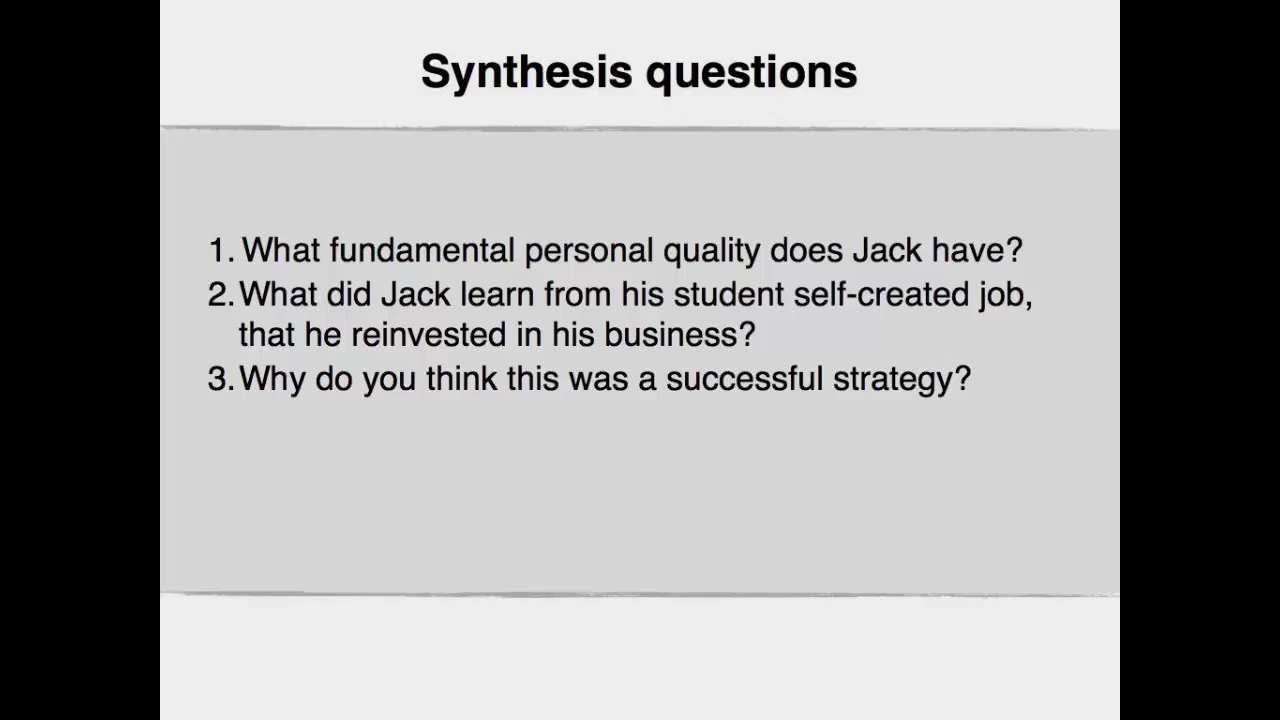 Synthesis questions
1. What fundamental personal quality does Jack have?
2. What did Jack learn from his student self-created job,
that he reinvested in his business?
3. Why do you think this was a successful strategy?